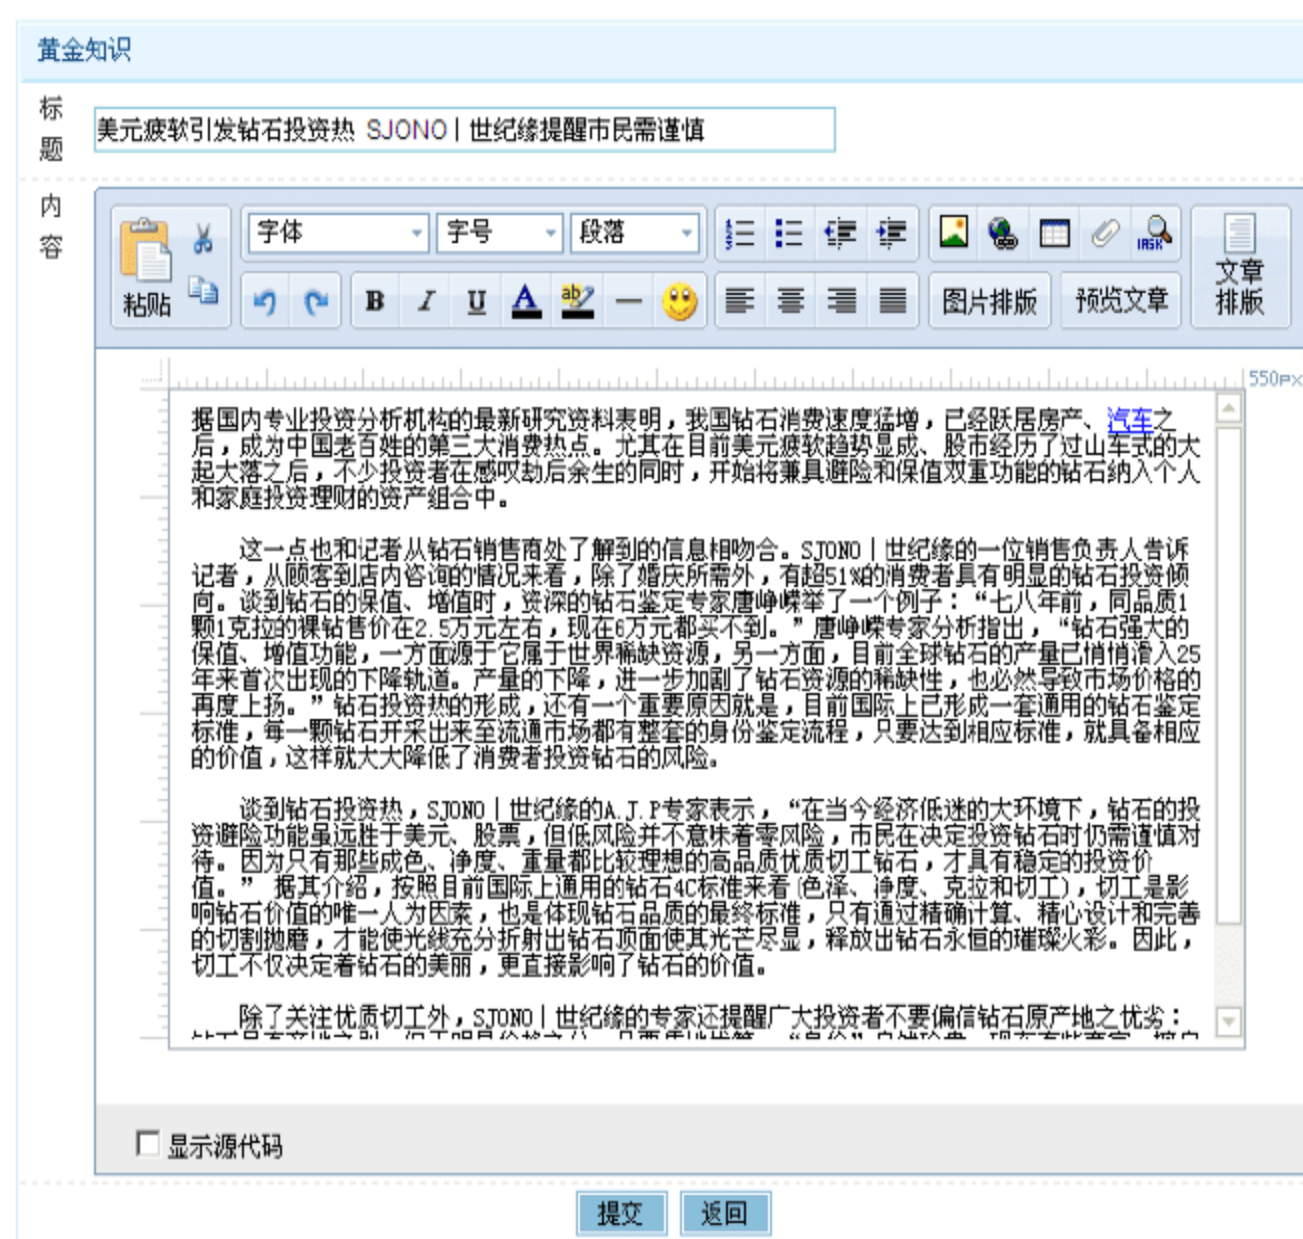 黄金知识
标题
美元疲软引发钻石投资热 SJONO丨世纪缘提醒市民需谨慎
内容
粘贴
字体 字号 段落
B I U A ab
图片排版 预览文章 文章排版
550px
据国内专业投资分析机构的最新研究资料表明，我国钻石消费速度猛增，已经跃居房产、汽车之
后，成为中国老百姓的第三大消费热点。尤其在目前美元疲软趋势显成、股市经历了过山车式的大
起大落之后，不少投资者在感叹劫后余生的同时，开始将兼具避险和保值双重功能的钻石纳入个人
和家庭投资理财的资产组合中。
这一点也和记者从钻石销售商处了解到的信息相吻合。SJONO丨世纪缘的一位销售负责人告诉
记者，从顾客到店内咨询的情况来看，除了婚庆所需外，有超51%的消费者具有明显的钻石投资倾
向。谈到钻石的保值、增值时，资深的钻石鉴定专家唐峥嵘举了一个例子：“七八年前，同品质1
颗1克拉的裸钻售价在2.5万元左右，现在6万元都买不到。”唐峥嵘专家分析指出，“钻石强大的
保值、增值功能，一方面源于它属于世界稀缺资源，另一方面，目前全球钻石的产量已悄悄滑入25
年来首次出现的下降轨道。产量的下降，进一步加剧了钻石资源的稀缺性，也必然导致市场价格的
再度上扬。”钻石投资热的形成，还有一个重要原因就是，目前国际上已形成一套通用的钻石鉴定
标准，每一颗钻石开采出来至流通市场都有整套的身份鉴定流程，只要达到相应标准，就具备相应
的价值，这样就大大降低了消费者投资钻石的风险。
谈到钻石投资热，SJONO丨世纪缘的A.J.P专家表示，“在当今经济低迷的大环境下，钻石的投
资避险功能虽远胜于美元、股票，但低风险并不意味着零风险，市民在决定投资钻石时仍需谨慎对
待。因为只有那些成色、净度、重量都比较理想的高品质优质切工钻石，才具有稳定的投资价
值。” 据其介绍，按照目前国际上通用的钻石4C标准来看(色泽、净度、克拉和切工)，切工是影
响钻石价值的唯一人为因素，也是体现钻石品质的最终标准，只有通过精确计算、精心设计和完善
的切割抛磨，才能使光线充分折射出钻石顶面使其光芒尽显，释放出钻石永恒的璀璨火彩。因此，
切工不仅决定着钻石的美丽，更直接影响了钻石的价值。
除了关注优质切工外，SJONO丨世纪缘的专家还提醒广大投资者不要偏信钻石原产地之优劣：
显示源代码
提交 返回